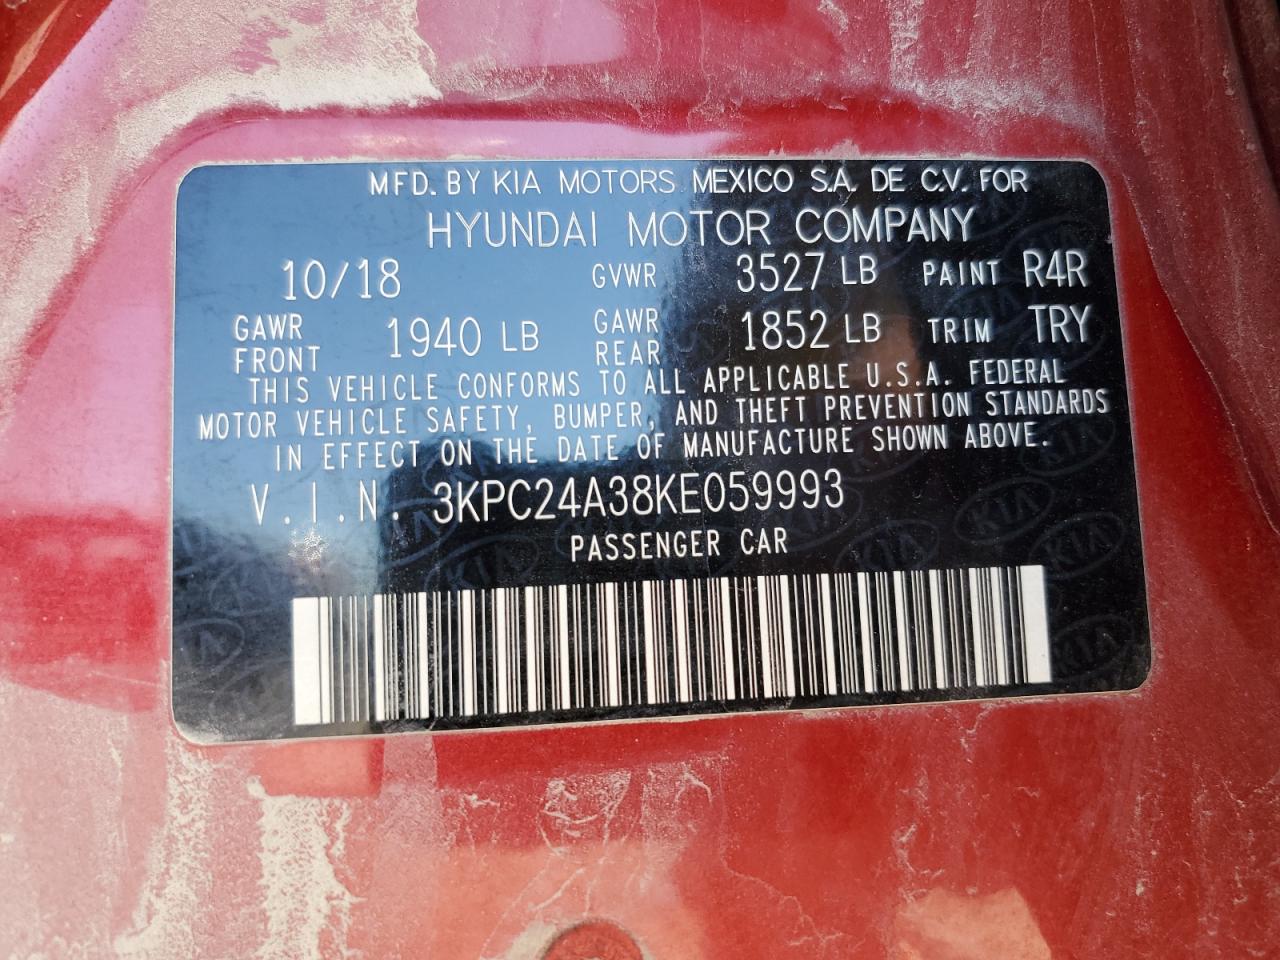 MFD. BY KIA MOTORS MEXICO S.A. DE C.V. FOR
HYUNDAI MOTOR COMPANY
10/18 GVWR 3527 LB PAINT R4R
GAWR FRONT 1940 LB GAWR REAR 1852 LB TRIM TRY
THIS VEHICLE CONFORMS TO ALL APPLICABLE U.S.A. FEDERAL
MOTOR VEHICLE SAFETY, BUMPER, AND THEFT PREVENTION STANDARDS
IN EFFECT ON THE DATE OF MANUFACTURE SHOWN ABOVE.
V.I.N. 3KPC24A38KE059993
PASSENGER CAR